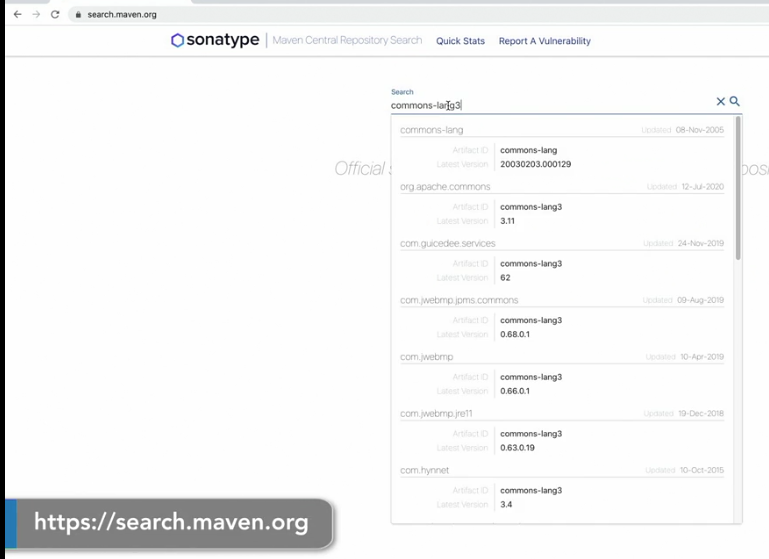 search.maven.org
sonatype | Maven Central Repository Search Quick Stats Report A Vulnerability
Search
commons-lang3
commons-lang Updated 08-Nov-2005
Artifact ID commons-lang
Latest Version 20030203.000129
Official
org.apache.commons Updated 12-Jul-2020
Artifact ID commons-lang3
Latest Version 3.11
com.guicedee.services Updated 24-Nov-2019
Artifact ID commons-lang3
Latest Version 62
com.jwebmp.jpms.commons Updated 09-Aug-2019
Artifact ID commons-lang3
Latest Version 0.68.0.1
com.jwebmp Updated 10-Apr-2019
Artifact ID commons-lang3
Latest Version 0.66.0.1
com.jwebmp.jre11 Updated 19-Dec-2018
Artifact ID commons-lang3
Latest Version 0.63.0.19
com.hynnet Updated 10-Oct-2015
Artifact ID commons-lang3
Latest Version 3.4
https://search.maven.org